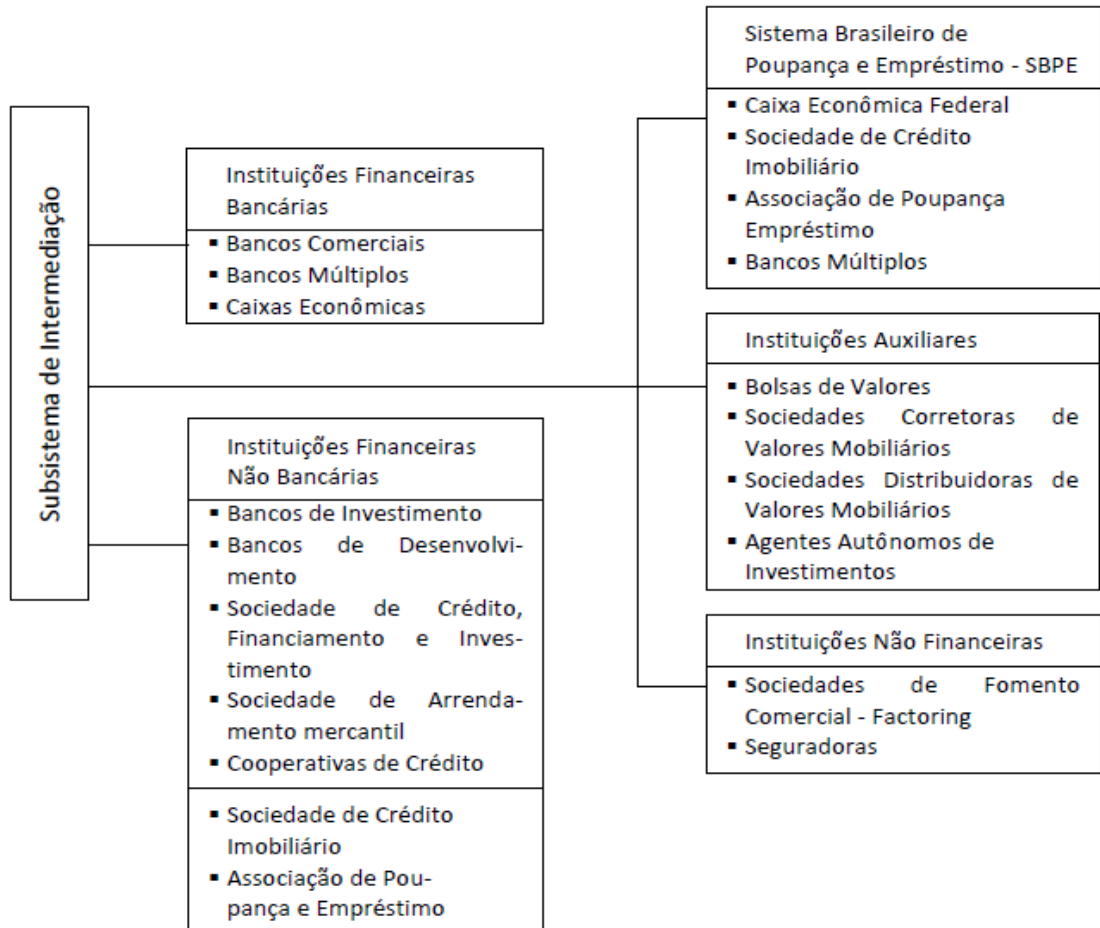 Subsistema de Intermediação
Instituições Financeiras
Bancárias
▪ Bancos Comerciais
▪ Bancos Múltiplos
▪ Caixas Econômicas
Instituições Financeiras
Não Bancárias
▪ Bancos de Investimento
▪ Bancos de Desenvolvi-
mento
▪ Sociedade de Crédito,
Financiamento e Inves-
timento
▪ Sociedade de Arrenda-
mento mercantil
▪ Cooperativas de Crédito
▪ Sociedade de Crédito
Imobiliário
▪ Associação de Pou-
pança e Empréstimo
Sistema Brasileiro de
Poupança e Empréstimo - SBPE
▪ Caixa Econômica Federal
▪ Sociedade de Crédito
Imobiliário
▪ Associação de Poupança
Empréstimo
▪ Bancos Múltiplos
Instituições Auxiliares
▪ Bolsas de Valores
▪ Sociedades Corretoras de
Valores Mobiliários
▪ Sociedades Distribuidoras de
Valores Mobiliários
▪ Agentes Autônomos de
Investimentos
Instituições Não Financeiras
▪ Sociedades de Fomento
Comercial - Factoring
▪ Seguradoras